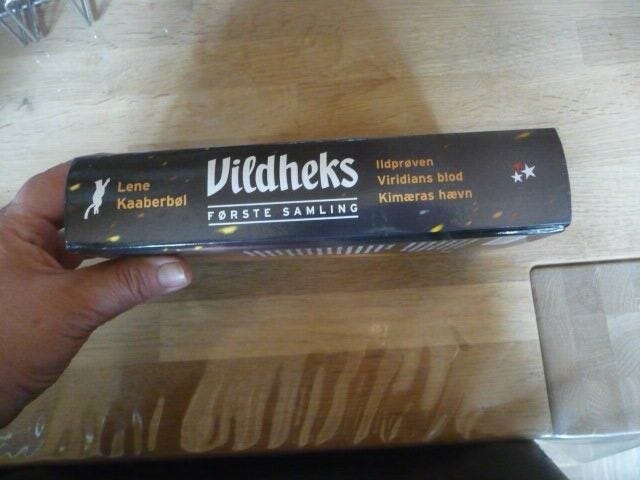 Lene
Kaaberbøl
Vildheks
FØRSTE SAMLING
Ildprøven
Viridians blod
Kimæras hævn